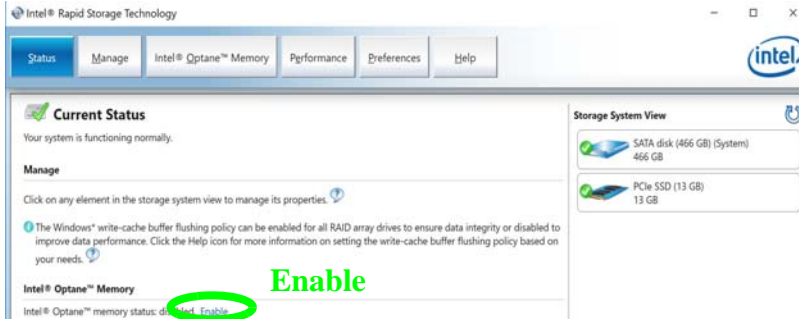 Intel® Rapid Storage Technology
Status
Manage
Intel® Optane™ Memory
Performance
Preferences
Help
intel
Current Status
Your system is functioning normally.
Manage
Click on any element in the storage system view to manage its properties.
The Windows* write-cache buffer flushing policy can be enabled for all RAID array drives to ensure data integrity or disabled to
improve data performance. Click the Help icon for more information on setting the write-cache buffer flushing policy based on
your needs.
Intel® Optane™ Memory
Enable
Intel® Optane™ memory status: disabled. Enable
Storage System View
SATA disk (466 GB) (System)
466 GB
PCIe SSD (13 GB)
13 GB